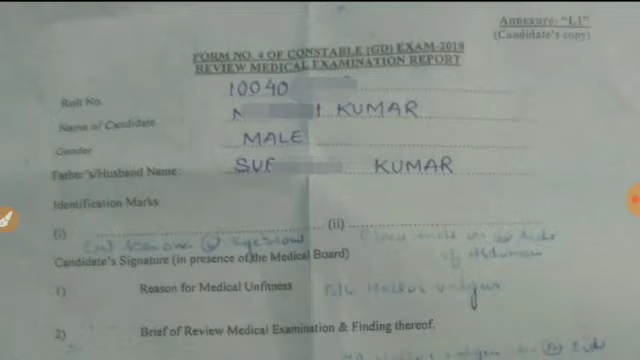 Annexure- "L1"
(Candidate's copy)
FORM NO. 4 OF CONSTABLE (GD) EXAM-2018
REVIEW MEDICAL EXAMINATION REPORT
Roll No. 10040
Name of Candidate. KUMAR
Gender MALE
Father's/Husband Name: KUMAR
Identification Marks
(i) (ii)
Candidate's Signature (in presence of the Medical Board)
1) Reason for Medical Unfitness B/L Hallux Valgus
2) Brief of Review Medical Examination & Finding thereof.